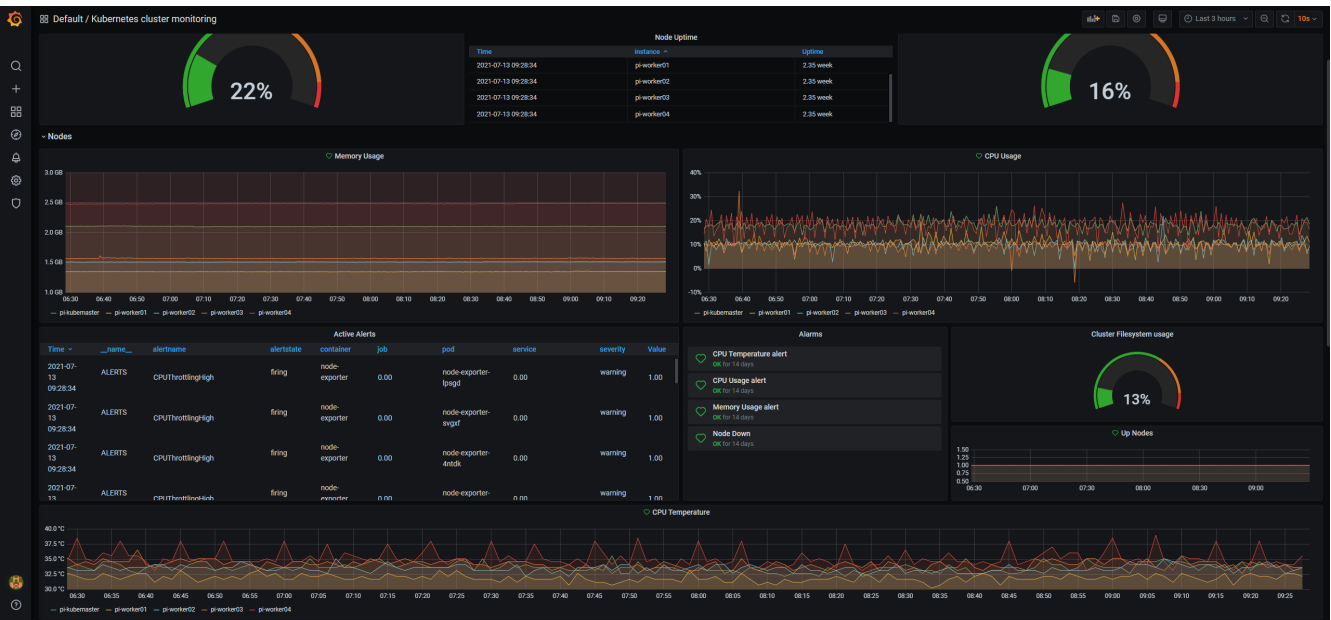 Default / Kubernetes cluster monitoring
Last 3 hours
10s
22%
Node Uptime
Time Instance Uptime
2021-07-13 09:28:34 pi-worker01 2.35 week
2021-07-13 09:28:34 pi-worker02 2.35 week
2021-07-13 09:28:34 pi-worker03 2.35 week
2021-07-13 09:28:34 pi-worker04 2.35 week
16%
Nodes
Memory Usage
3.0 GB
2.5 GB
2.0 GB
1.5 GB
1.0 GB
06:30 06:40 06:50 07:00 07:10 07:20 07:30 07:40 07:50 08:00 08:10 08:20 08:30 08:40 08:50 09:00 09:10 09:20
pi-kubemaster pi-worker01 pi-worker02 pi-worker03 pi-worker04
CPU Usage
40%
30%
20%
10%
0%
-10%
06:30 06:40 06:50 07:00 07:10 07:20 07:30 07:40 07:50 08:00 08:10 08:20 08:30 08:40 08:50 09:00 09:10 09:20
pi-kubemaster pi-worker01 pi-worker02 pi-worker03 pi-worker04
Active Alerts
Time __name__ alertname alertstate container job pod service severity Value
2021-07-13 09:28:34 ALERTS CPUThrottlingHigh firing node-exporter 0.00 node-exporter-lpsgd 0.00 warning 1.00
2021-07-13 09:28:34 ALERTS CPUThrottlingHigh firing node-exporter 0.00 node-exporter-svgxf 0.00 warning 1.00
2021-07-13 09:28:34 ALERTS CPUThrottlingHigh firing node-exporter 0.00 node-exporter-4ntdk 0.00 warning 1.00
2021-07-13 ALERTS CPUThrottlingHigh firing node-exporter 0.00 node-exporter- 0.00 warning 1.00
Alarms
CPU Temperature alert
OK for 14 days
CPU Usage alert
OK for 14 days
Memory Usage alert
OK for 14 days
Node Down
OK for 14 days
Cluster Filesystem usage
13%
Up Nodes
1.50
1.25
1.00
0.75
0.50
06:30 07:00 07:30 08:00 08:30 09:00
CPU Temperature
40.0 °C
37.5 °C
35.0 °C
32.5 °C
30.0 °C
06:30 06:35 06:40 06:45 06:50 06:55 07:00 07:05 07:10 07:15 07:20 07:25 07:30 07:35 07:40 07:45 07:50 07:55 08:00 08:05 08:10 08:15 08:20 08:25 08:30 08:35 08:40 08:45 08:50 08:55 09:00 09:05 09:10 09:15 09:20 09:25
pi-kubemaster pi-worker01 pi-worker02 pi-worker03 pi-worker04